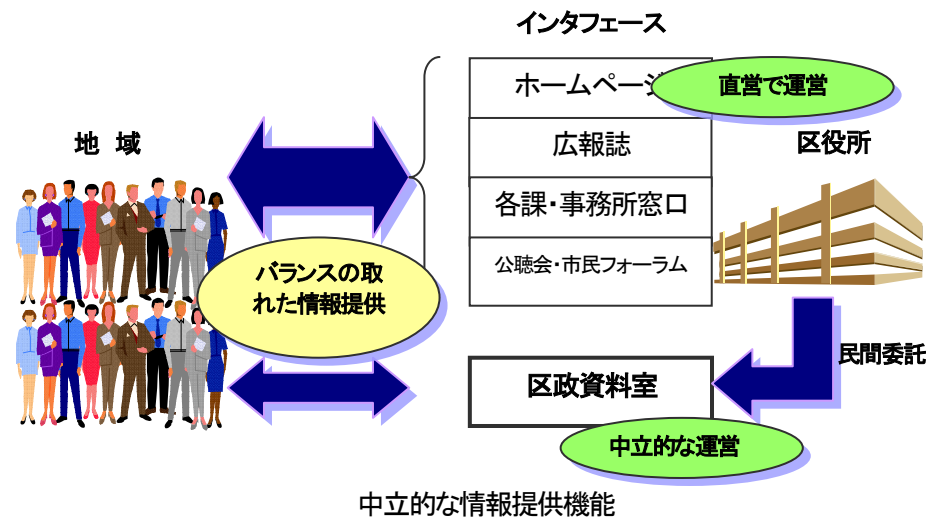 インタフェース
ホームページ
直営で運営
地 域
広報誌
区役所
各課・事務所窓口
公聴会・市民フォーラム
バランスの取
れた情報提供
民間委託
区政資料室
中立的な運営
中立的な情報提供機能